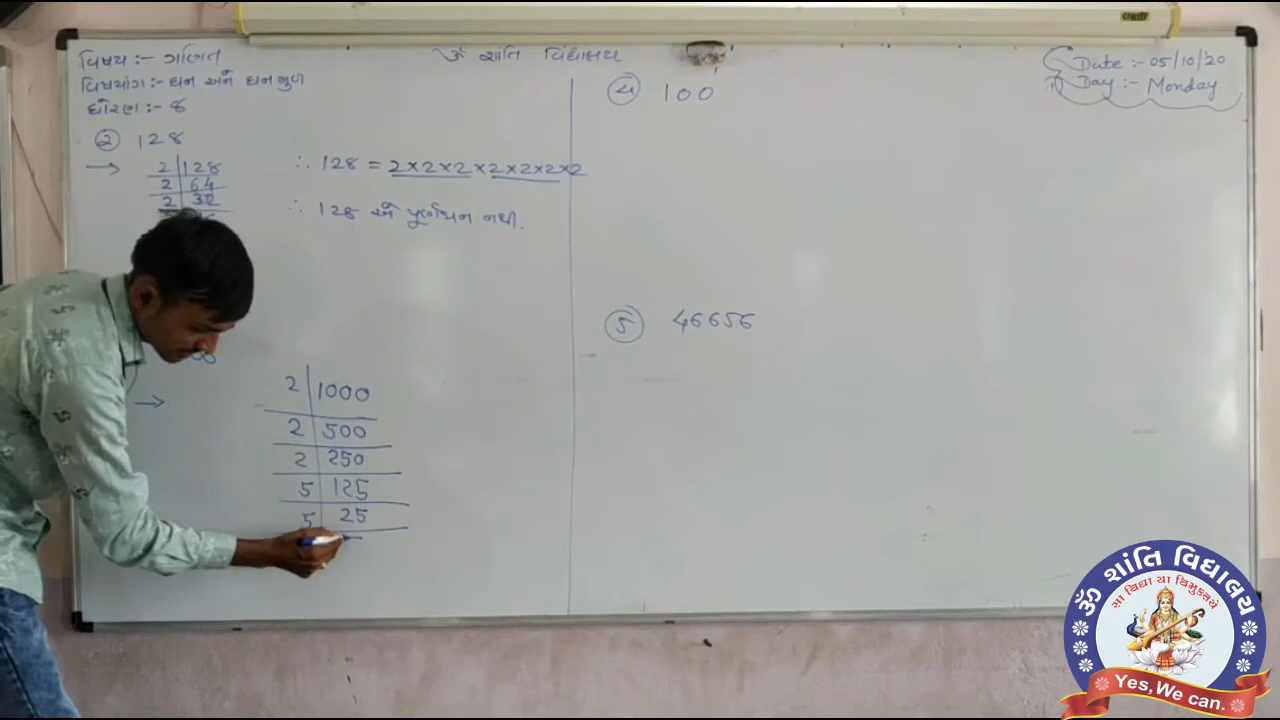 વિષય :- ગણિત
ૐ શાંતિ વિદ્યાલય
Date :- 05/10/20
Day :- Monday
વિષયાંગ :- ઘન અને ઘનમુળ
ધોરણ :- ૮
② 128
→ 2 | 128
2 | 64
2 | 32
∴ 128 = 2×2×2×2×2×2×2
∴ 128 એ પૂર્ણઘન નથી.
→ 2 | 1000
2 | 500
2 | 250
5 | 125
5 | 25
④ 100
⑤ 46656
ૐ શાંતિ વિદ્યાલય
સા વિદ્યા યા વિમુક્તયે
Yes, We can.